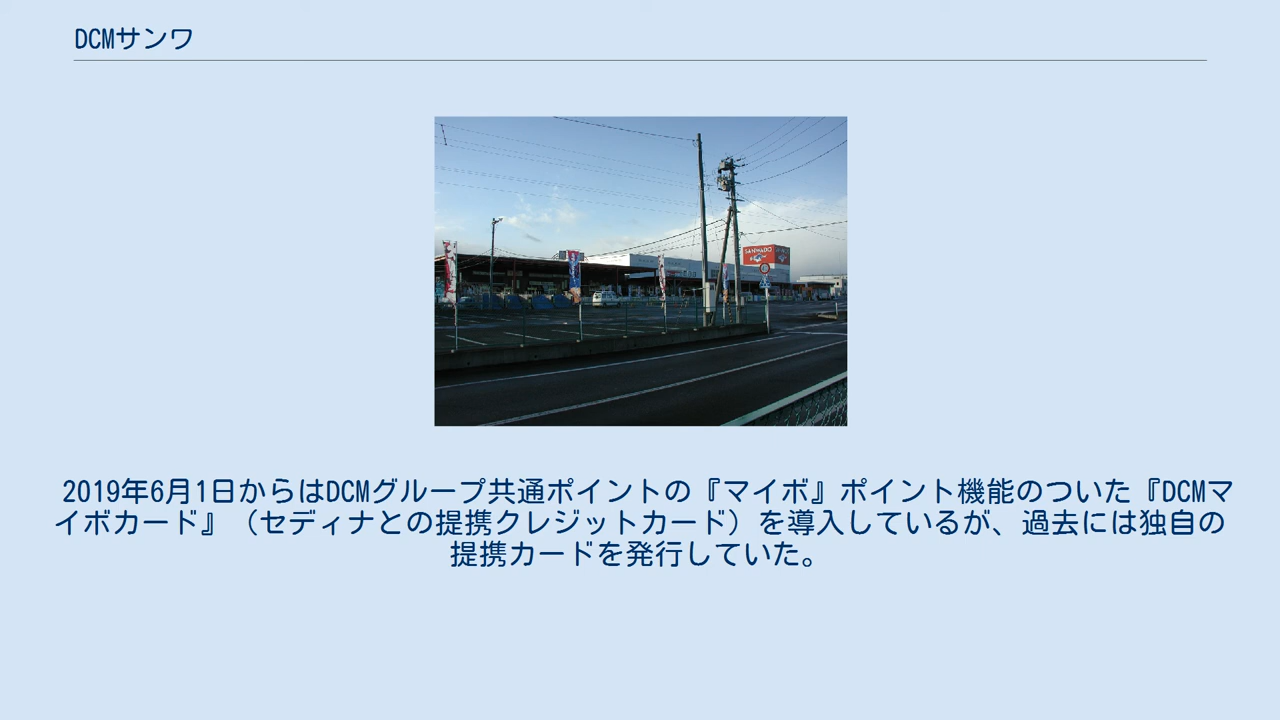 DCMサンワ
SANWADO
2019年6月1日からはDCMグループ共通ポイントの『マイボ』ポイント機能のついた『DCMマ
イボカード』（セディナとの提携クレジットカード）を導入しているが、過去には独自の
提携カードを発行していた。